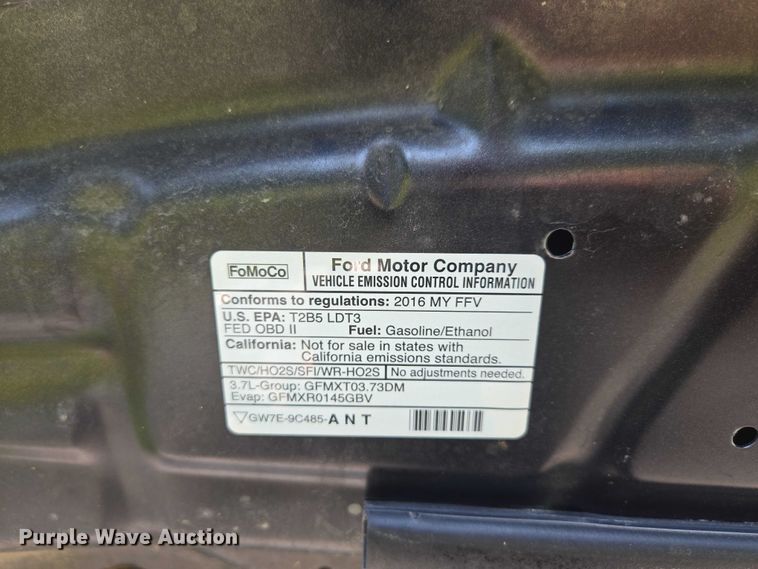 FoMoCo
Ford Motor Company
VEHICLE EMISSION CONTROL INFORMATION
Conforms to regulations: 2016 MY FFV
U.S. EPA: T2B5 LDT3
FED OBD II Fuel: Gasoline/Ethanol
California: Not for sale in states with
California emissions standards.
TWC/HO2S/SFI/WR-HO2S No adjustments needed.
3.7L-Group: GFMXT03.73DM
Evap: GFMXR0145GBV
GW7E-9C485-ANT
Purple Wave Auction